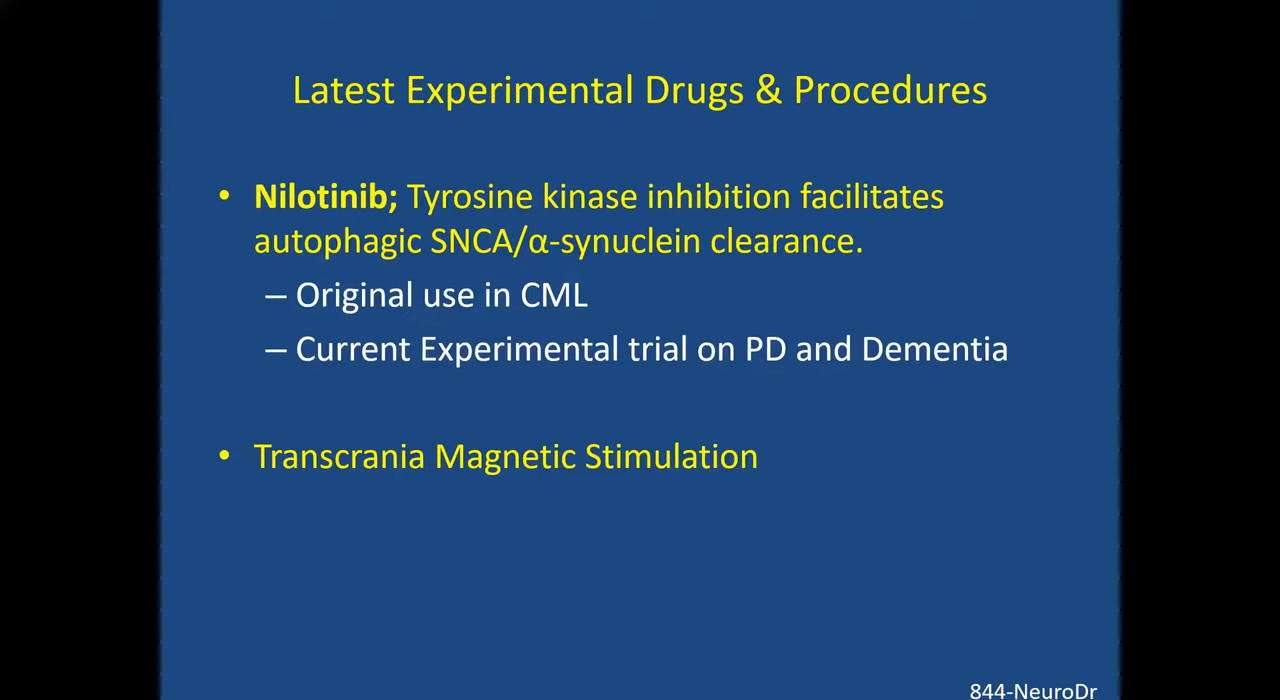 Latest Experimental Drugs & Procedures
• Nilotinib; Tyrosine kinase inhibition facilitates
autophagic SNCA/α-synuclein clearance.
– Original use in CML
– Current Experimental trial on PD and Dementia
• Transcrania Magnetic Stimulation
844-NeuroDr